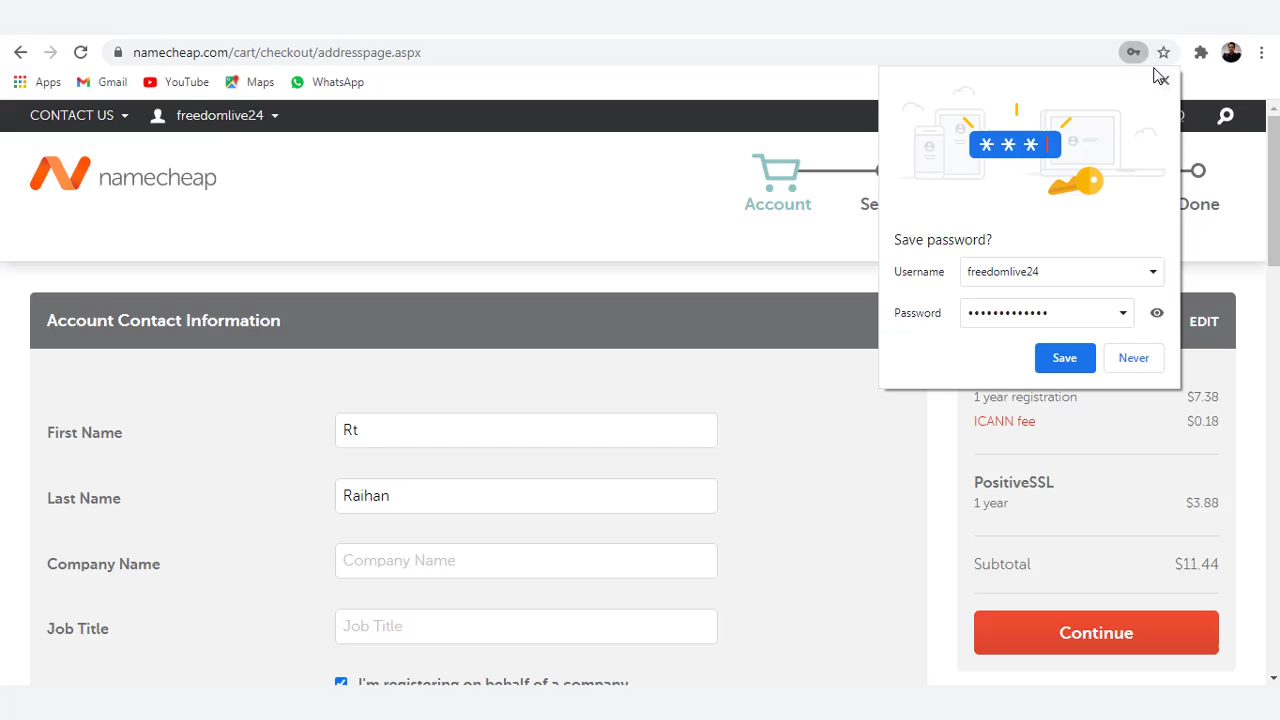 namecheap.com/cart/checkout/addresspage.aspx
Apps Gmail YouTube Maps WhatsApp
CONTACT US freedomlive24
namecheap
Account Se Done
* * *
Save password?
Username freedomlive24
Password •••••••••••••
Save Never
Account Contact Information EDIT
1 year registration $7.38
ICANN fee $0.18
First Name Rt
PositiveSSL
Last Name Raihan
1 year $3.88
Company Name Company Name
Subtotal $11.44
Job Title Job Title
Continue
I'm registering on behalf of a company